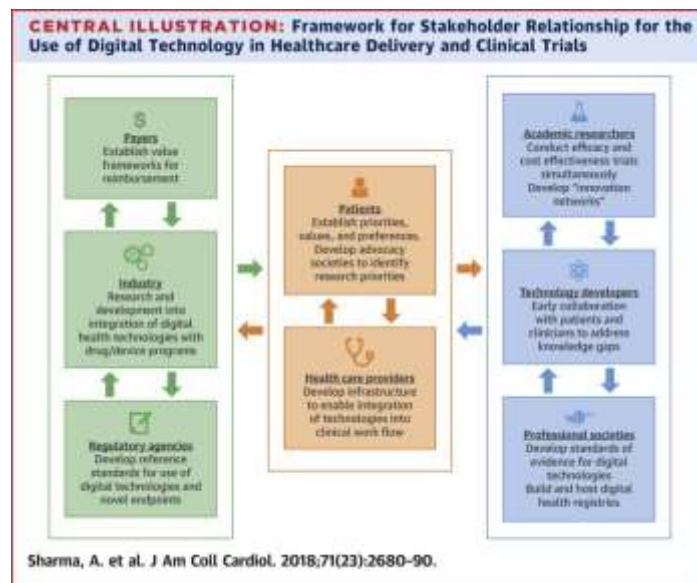 CENTRAL ILLUSTRATION: Framework for Stakeholder Relationship for the
Use of Digital Technology in Healthcare Delivery and Clinical Trials
$
Payers
Establish value
frameworks for
reimbursement
Industry
Research and
development into
integration of digital
health technologies with
drug/device programs
Regulatory agencies
Develop reference
standards for use of
digital technologies and
novel endpoints
Patients
Establish priorities,
values, and preferences.
Develop advocacy
societies to identify
research priorities
Health care providers
Develop infrastructure
to enable integration
of technologies into
clinical work flow
Academic researchers
Conduct efficacy and
cost effectiveness trials
simultaneously
Develop "innovation
networks"
Technology developers
Early collaboration
with patients and
clinicians to address
knowledge gaps
Professional societies
Develop standards of
evidence for digital
technologies
Build and host digital
health registries
Sharma, A. et al. J Am Coll Cardiol. 2018;71(23):2680–90.